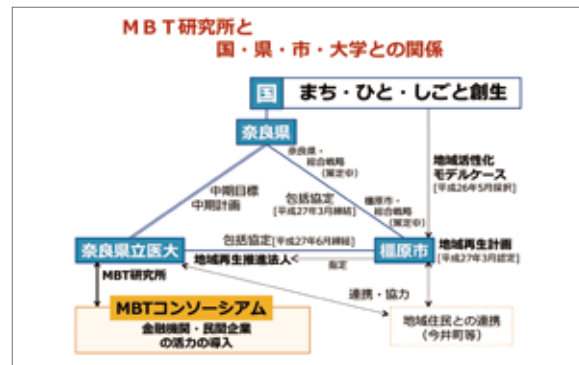 MBT研究所と
国・県・市・大学との関係
国 まち・ひと・しごと創生
奈良県
奈良県・
総合戦略
(策定中)
地域活性化
モデルケース
[平成26年5月採択]
中期目標
中期計画
包括協定
[平成27年3月締結]
橿原市・
総合戦略
(策定中)
奈良県立医大
包括協定[平成27年6月締結]
橿原市
地域再生計画
[平成27年3月認定]
地域再生推進法人
指定
MBT研究所
連携・協力
MBTコンソーシアム
金融機関・民間企業
の活力の導入
地域住民との連携
(今井町等)